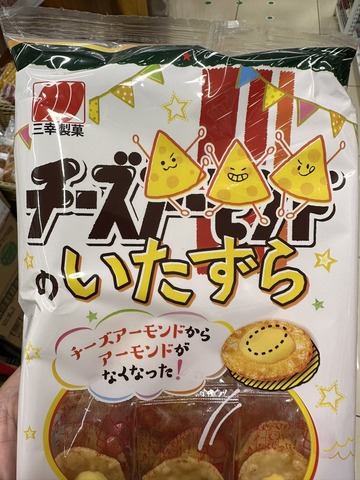 三幸製菓
チーズアーモンド
のいたずら
チーズアーモンドから
アーモンドが
なくなった!